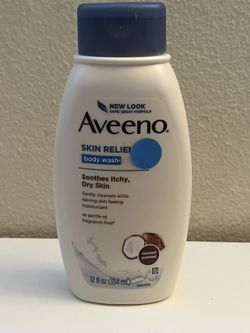 NEW LOOK
SAME GREAT FORMULA
Aveeno.
SKIN RELIEF
body wash
Soothes Itchy,
Dry Skin
Gently cleanses while
leaving skin feeling
moisturized
as gentle as
fragrance-free†
coconut
scented
12 fl oz (354 mL)